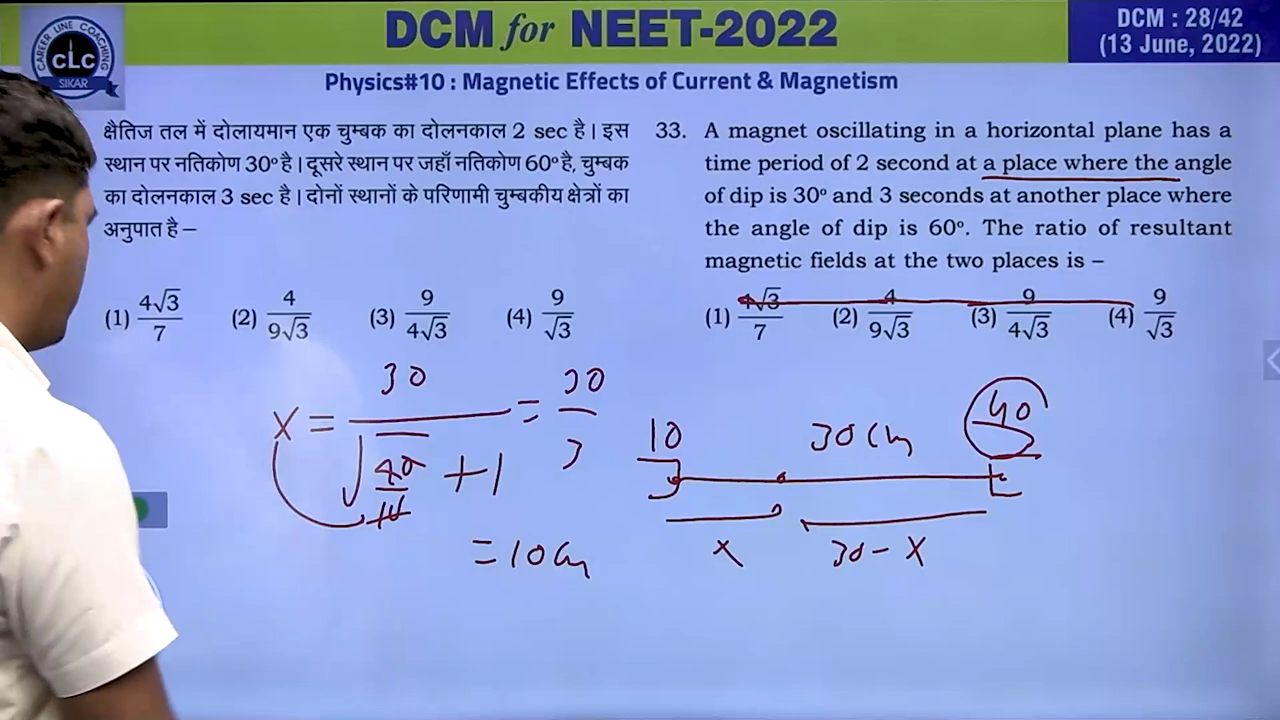 DCM for NEET-2022
DCM : 28/42
(13 June, 2022)
CAREER LINE COACHING
CLC
SIKAR
Physics#10 : Magnetic Effects of Current & Magnetism
क्षैतिज तल में दोलायमान एक चुम्बक का दोलनकाल 2 sec है। इस
स्थान पर नतिकोण 30° है। दूसरे स्थान पर जहाँ नतिकोण 60° है, चुम्बक
का दोलनकाल 3 sec है। दोनों स्थानों के परिणामी चुम्बकीय क्षेत्रों का
अनुपात है –
(1) 4√3/7 (2) 4/9√3 (3) 9/4√3 (4) 9/√3
33. A magnet oscillating in a horizontal plane has a
time period of 2 second at a place where the angle
of dip is 30° and 3 seconds at another place where
the angle of dip is 60°. The ratio of resultant
magnetic fields at the two places is –
(1) 4√3/7 (2) 4/9√3 (3) 9/4√3 (4) 9/√3
x = 30/(√(40/10) + 1) = 30/3
= 10 cm
10 30 cm 40
x 30 - x